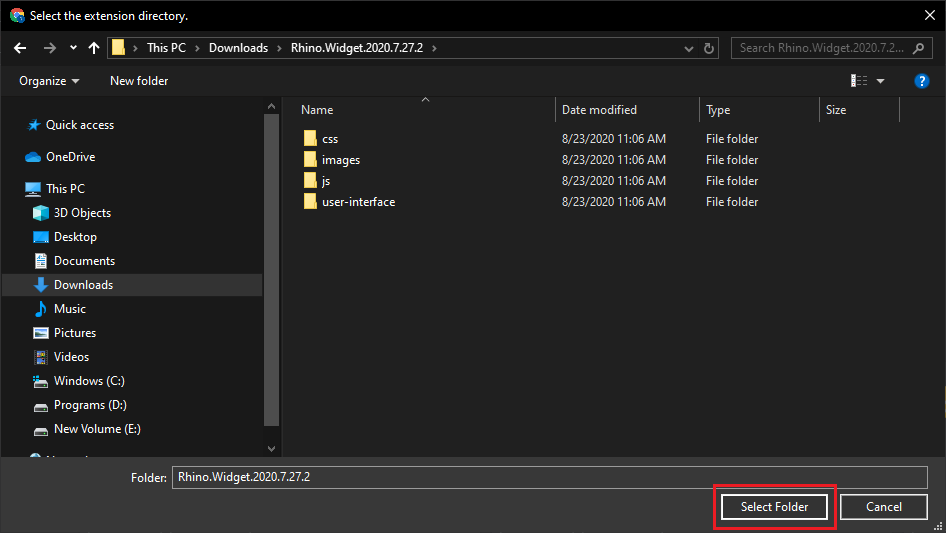 Select the extension directory.
This PC Downloads Rhino.Widget.2020.7.27.2
Search Rhino.Widget.2020.7.2...
Organize New folder
Name Date modified Type Size
css 8/23/2020 11:06 AM File folder
images 8/23/2020 11:06 AM File folder
js 8/23/2020 11:06 AM File folder
user-interface 8/23/2020 11:06 AM File folder
Quick access
OneDrive
This PC
3D Objects
Desktop
Documents
Downloads
Music
Pictures
Videos
Windows (C:)
Programs (D:)
New Volume (E:)
Folder: Rhino.Widget.2020.7.27.2
Select Folder Cancel